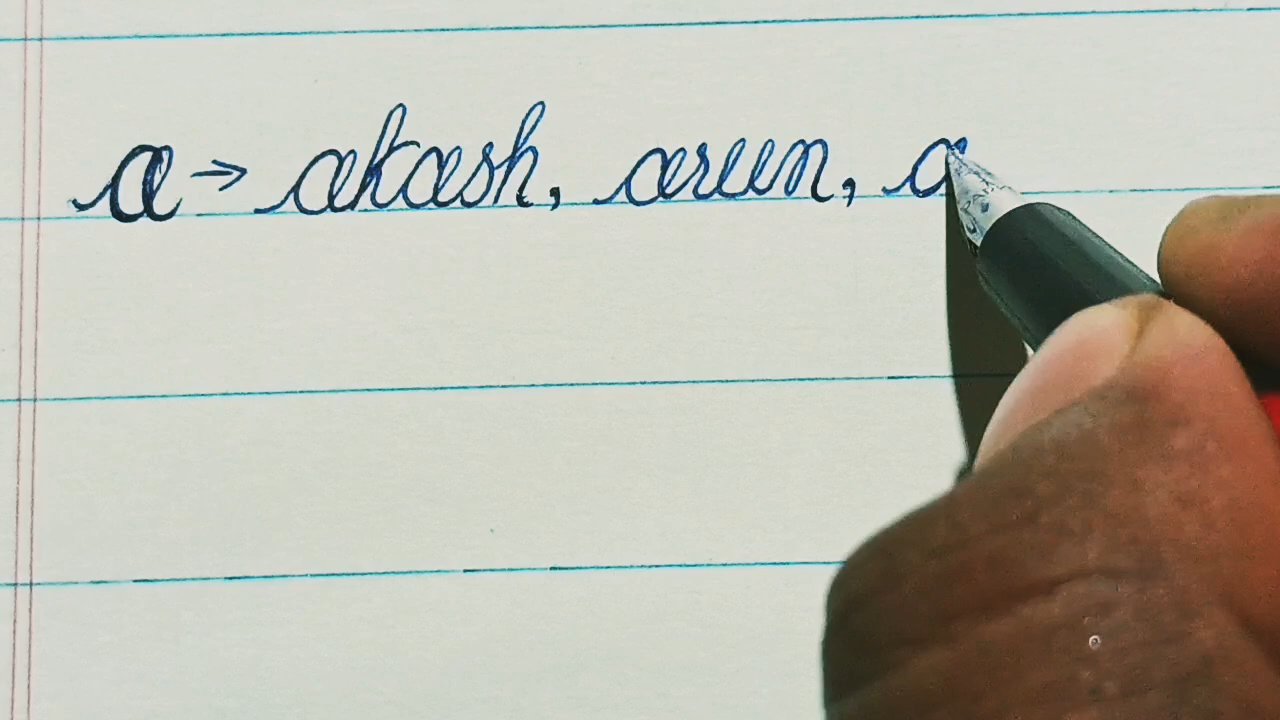 a → akash, arun, a